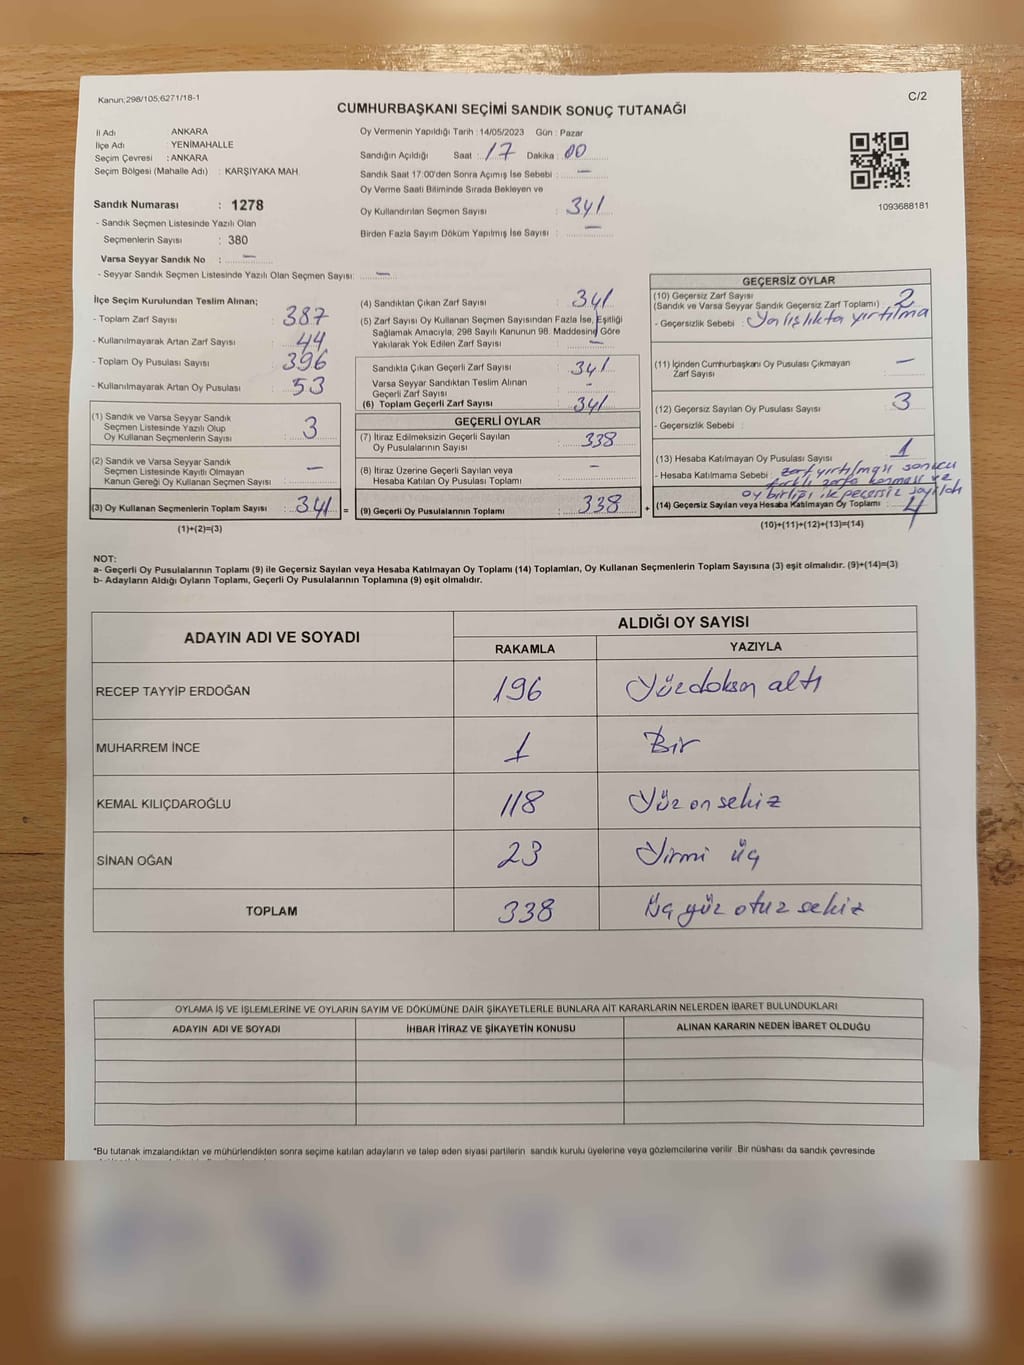 Kanun;298/105;6271/18-1
C/2
CUMHURBAŞKANI SEÇİMİ SANDIK SONUÇ TUTANAĞI
İl Adı ANKARA
İlçe Adı : YENİMAHALLE
Seçim Çevresi : ANKARA
Seçim Bölgesi (Mahalle Adı) : KARŞIYAKA MAH.
Sandık Numarası : 1278
- Sandık Seçmen Listesinde Yazılı Olan
Seçmenlerin Sayısı : 380
Varsa Seyyar Sandık No : —
- Seyyar Sandık Seçmen Listesinde Yazılı Olan Seçmen Sayısı: —
Oy Vermenin Yapıldığı Tarih : 14/05/2023 Gün : Pazar
Sandığın Açıldığı Saat : 17 Dakika : 00
Sandık Saat 17:00'den Sonra Açımış İse Sebebi : —
Oy Verme Saati Bitiminde Sırada Bekleyen ve
Oy Kullandırılan Seçmen Sayısı : 341
Birden Fazla Sayım Döküm Yapılmış İse Sayısı : —
1093688181
İlçe Seçim Kurulundan Teslim Alınan;
- Toplam Zarf Sayısı : 387
- Kullanılmayarak Artan Zarf Sayısı : 44
- Toplam Oy Pusulası Sayısı : 396
- Kullanılmayarak Artan Oy Pusulası : 53
(1) Sandık ve Varsa Seyyar Sandık
Seçmen Listesinde Yazılı Olup
Oy Kullanan Seçmenlerin Sayısı : 3
(2) Sandık ve Varsa Seyyar Sandık
Seçmen Listesinde Kayıtlı Olmayan
Kanun Gereği Oy Kullanan Seçmen Sayısı : —
(3) Oy Kullanan Seçmenlerin Toplam Sayısı : 341 =
(1)+(2)=(3)
(4) Sandıktan Çıkan Zarf Sayısı : 341
(5) Zarf Sayısı Oy Kullanan Seçmen Sayısından Fazla İse, Eşitliği
Sağlamak Amacıyla, 298 Sayılı Kanunun 98. Maddesine Göre
Yakılarak Yok Edilen Zarf Sayısı : —
Sandıkta Çıkan Geçerli Zarf Sayısı : 341
Varsa Seyyar Sandıktan Teslim Alınan
Geçerli Zarf Sayısı : -
(6) Toplam Geçerli Zarf Sayısı : 341
GEÇERLİ OYLAR
(7) İtiraz Edilmeksizin Geçerli Sayılan
Oy Pusulalarının Sayısı : 338
(8) İtiraz Üzerine Geçerli Sayılan veya
Hesaba Katılan Oy Pusulası Toplamı : —
(9) Geçerli Oy Pusulalarının Toplamı : 338 +
GEÇERSİZ OYLAR
(10) Geçersiz Zarf Sayısı
(Sandık ve Varsa Seyyar Sandık Geçersiz Zarf Toplamı) : 2
- Geçersizlik Sebebi : Yalışlıkta yırtılma
(11) İçinden Cumhurbaşkanı Oy Pusulası Çıkmayan
Zarf Sayısı : —
(12) Geçersiz Sayılan Oy Pusulası Sayısı : 3
- Geçersizlik Sebebi :
(13) Hesaba Katılmayan Oy Pusulası Sayısı : 1
- Hesaba Katılmama Sebebi : zarf yırtılması sonucu
farklı zarfa konması ve
oy birliği ile geçersiz sayıldı
(14) Geçersiz Sayılan veya Hesaba Katılmayan Oy Toplamı : 4
(10)+(11)+(12)+(13)=(14)
NOT:
a- Geçerli Oy Pusulalarının Toplamı (9) ile Geçersiz Sayılan veya Hesaba Katılmayan Oy Toplamı (14) Toplamları, Oy Kullanan Seçmenlerin Toplam Sayısına (3) eşit olmalıdır. (9)+(14)=(3)
b- Adayların Aldığı Oyların Toplamı, Geçerli Oy Pusulalarının Toplamına (9) eşit olmalıdır.
ADAYIN ADI VE SOYADI ALDIĞI OY SAYISI
RAKAMLA YAZIYLA
RECEP TAYYİP ERDOĞAN 196 Yüzdoksan altı
MUHARREM İNCE 1 Bir
KEMAL KILIÇDAROĞLU 118 Yüz on sekiz
SİNAN OĞAN 23 Yirmi üç
TOPLAM 338 Üç yüz otuz sekiz
OYLAMA İŞ VE İŞLEMLERİNE VE OYLARIN SAYIM VE DÖKÜMÜNE DAİR ŞİKAYETLERLE BUNLARA AİT KARARLARIN NELERDEN İBARET BULUNDUKLARI
ADAYIN ADI VE SOYADI İHBAR İTİRAZ VE ŞİKAYETİN KONUSU ALINAN KARARIN NEDEN İBARET OLDUĞU
*Bu tutanak imzalandıktan ve mühürlendikten sonra seçime katılan adayların ve talep eden siyasi partilerin sandık kurulu üyelerine veya gözlemcilerine verilir .Bir nüshası da sandık çevresinde